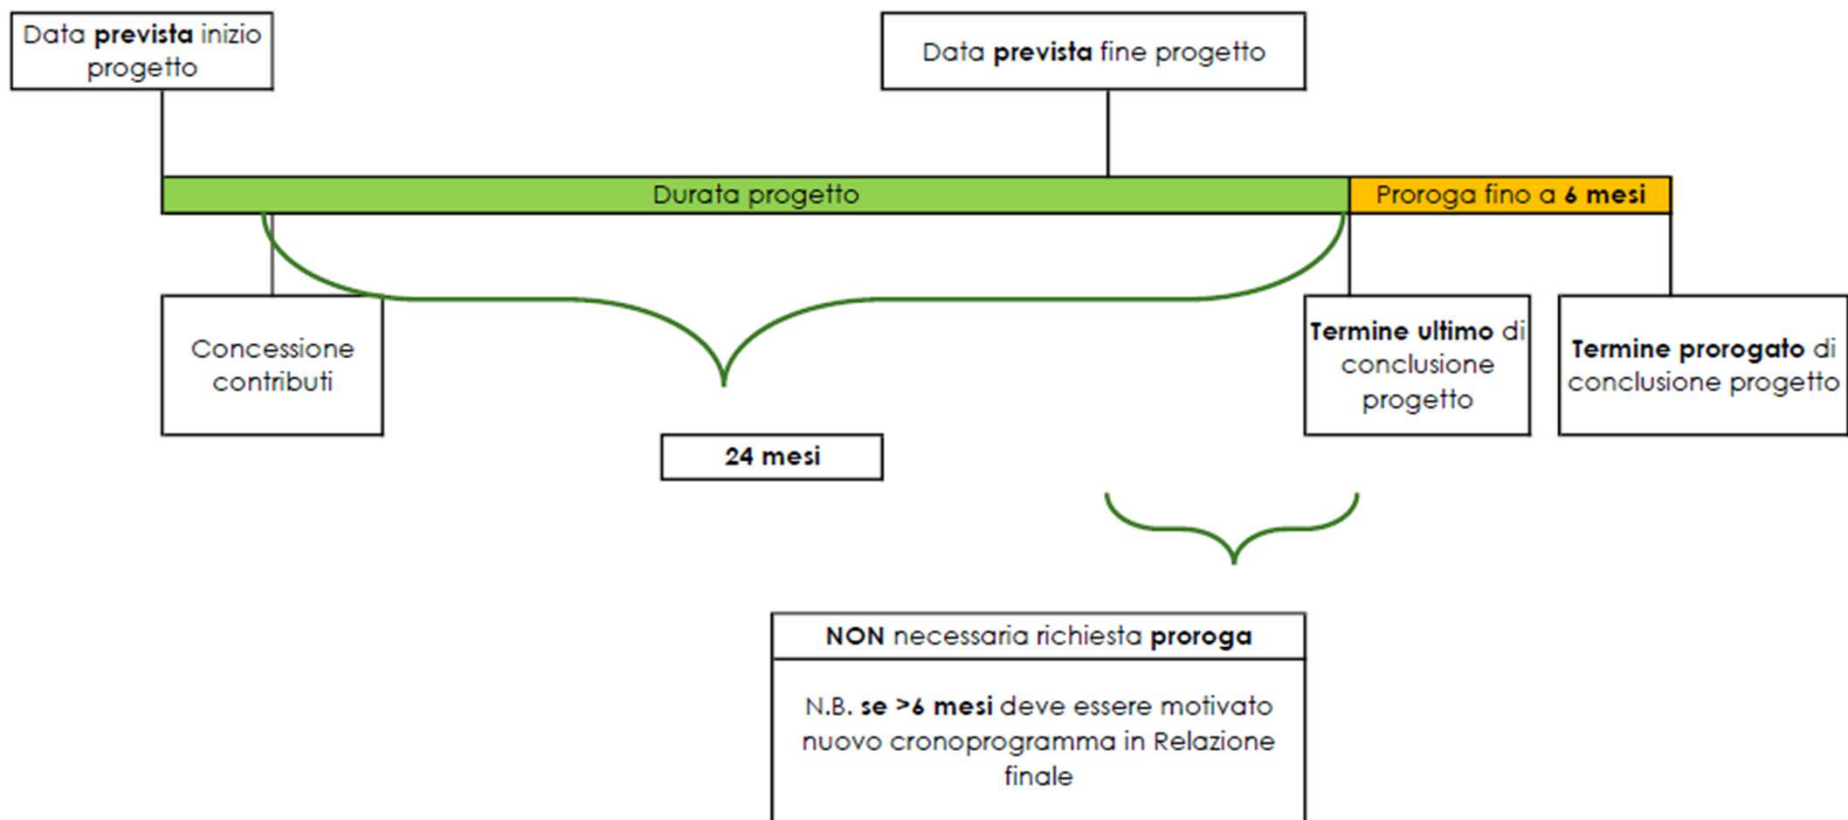 Data prevista inizio
progetto
Data prevista fine progetto
Durata progetto
Proroga fino a 6 mesi
Concessione
contributi
Termine ultimo di
conclusione
progetto
Termine prorogato di
conclusione progetto
24 mesi
NON necessaria richiesta proroga
N.B. se >6 mesi deve essere motivato
nuovo cronoprogramma in Relazione
finale